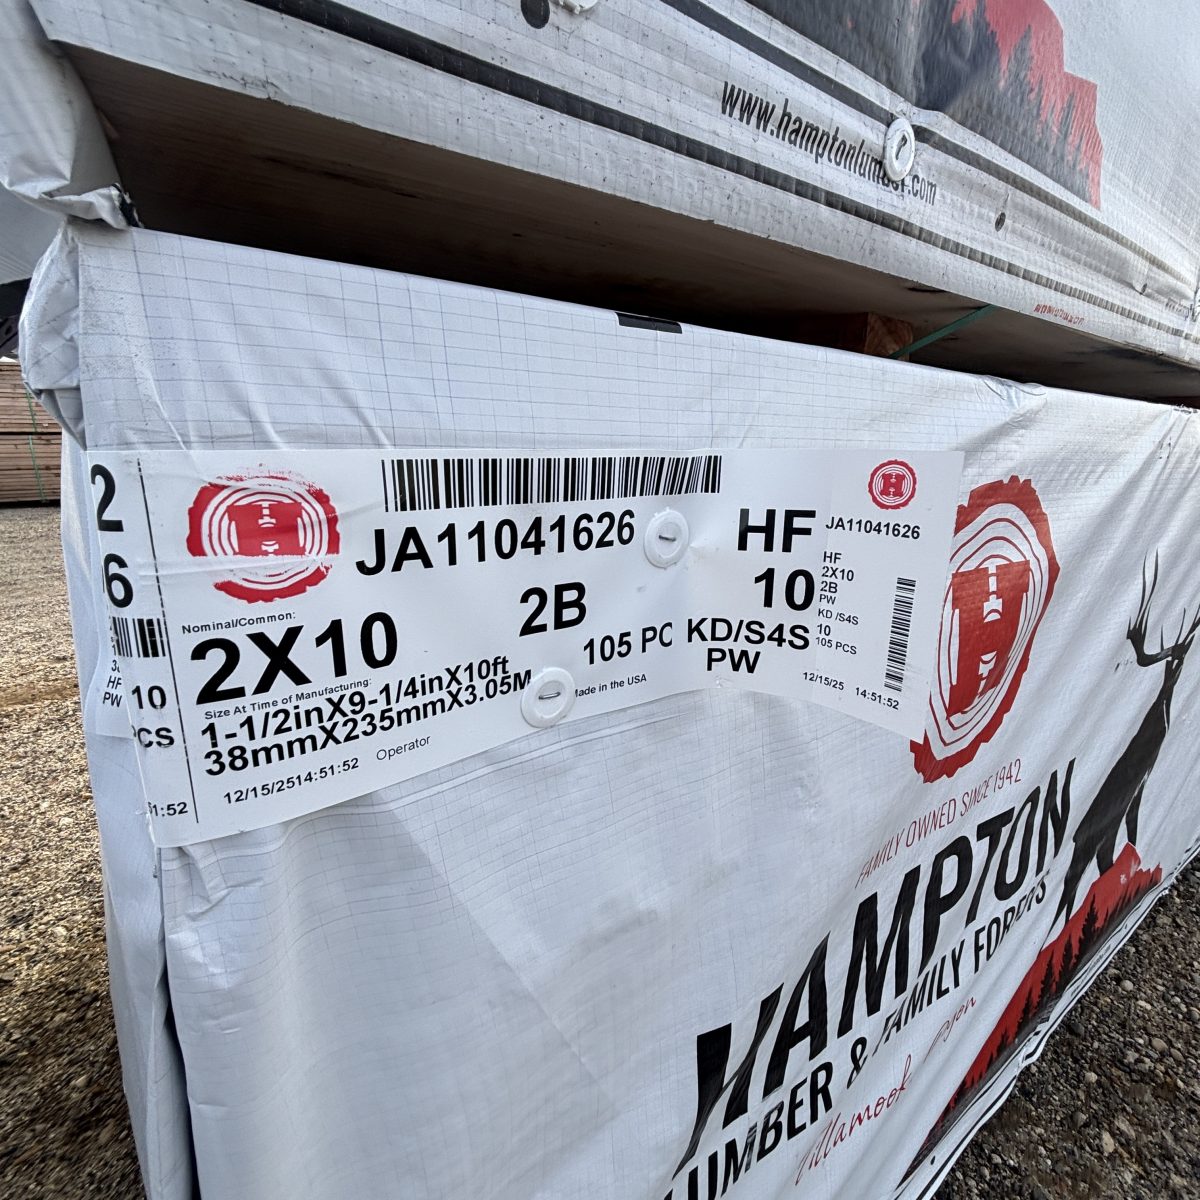 www.hamptonlumber.com
2
6
10
HF
PW
CS
51:52
JA11041626
Nominal/Common:
2X10
2B
105 PC
Size At Time of Manufacturing:
1-1/2inX9-1/4inX10ft
38mmX235mmX3.05M
Made in the USA
12/15/2514:51:52
Operator
HF
10
KD/S4S
PW
JA11041626
HF
2X10
2B
PW
KD /S4S
10
105 PCS
12/15/25 14:51:52
FAMILY OWNED SINCE 1942
HAMPTON
LUMBER & FAMILY FORESTS
Tillamook